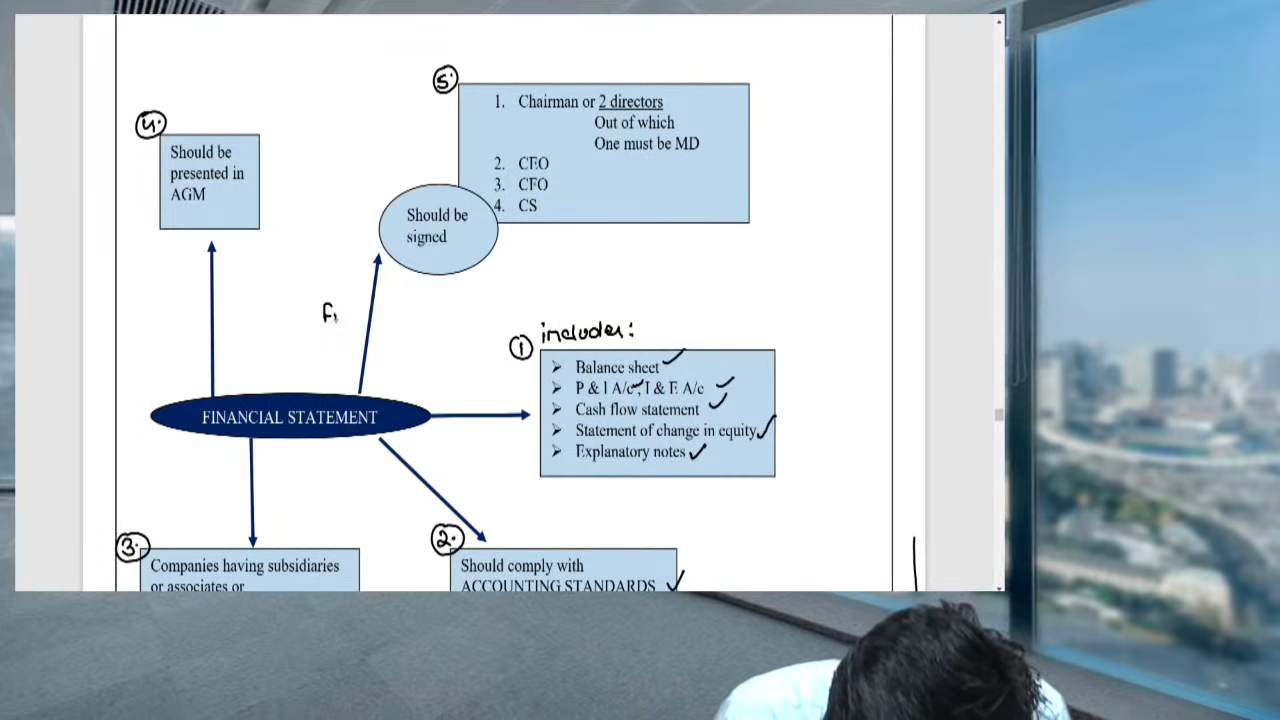 5.
1. Chairman or 2 directors
Out of which
One must be MD
2. CEO
3. CFO
4. CS
4.
Should be
presented in
AGM
Should be
signed
Fi
1
includes:
➢ Balance sheet
➢ P & L A/c, I & E A/c
➢ Cash flow statement
➢ Statement of change in equity
➢ Explanatory notes
FINANCIAL STATEMENT
3.
Companies having subsidiaries
or associates or
2.
Should comply with
ACCOUNTING STANDARDS